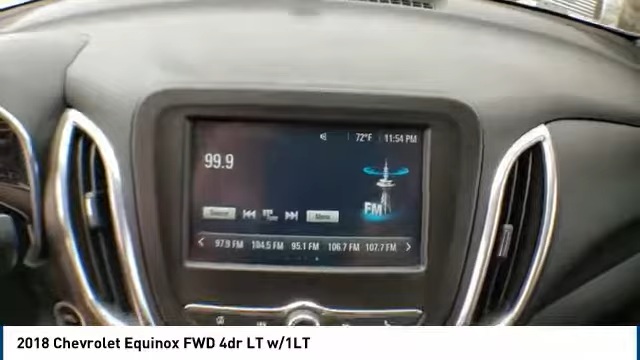 72°F 11:54 PM
99.9
FM
Source Menu
97.9 FM 104.5 FM 95.1 FM 106.7 FM 107.7 FM
2018 Chevrolet Equinox FWD 4dr LT w/1LT